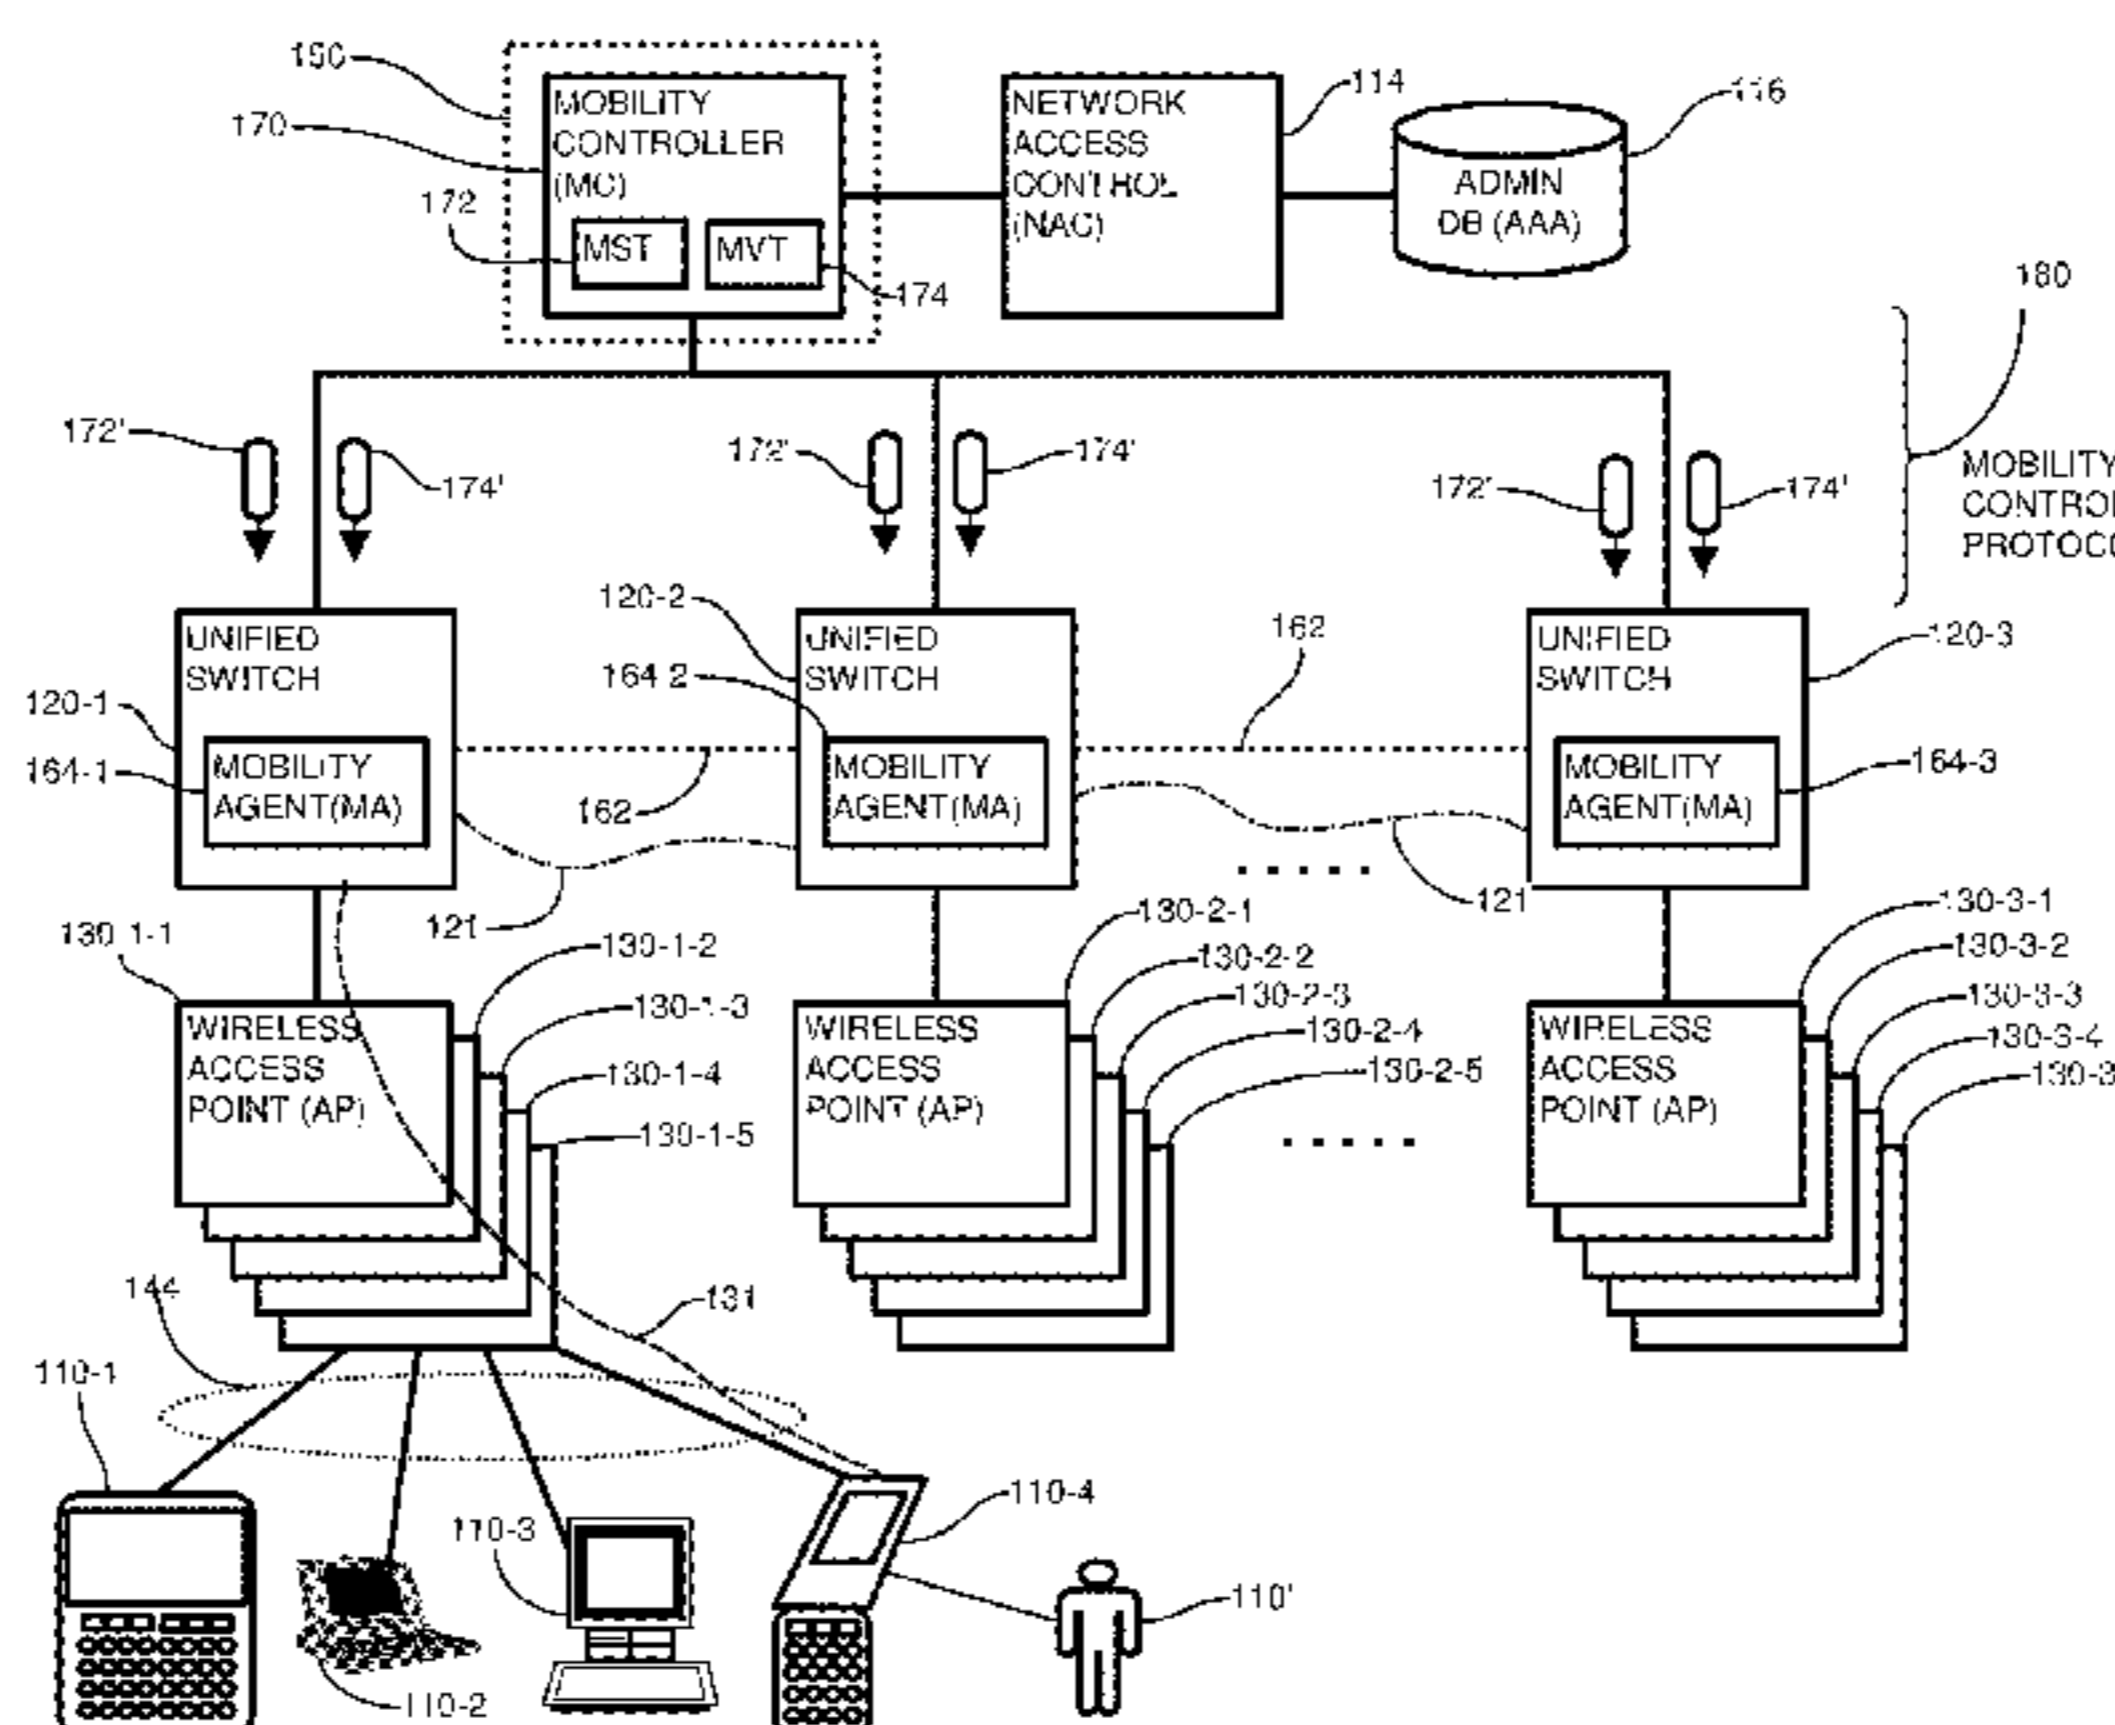 190
170
172
MOBILITY
CONTROLLER
(MC)
MST
MVT
174
NETWORK
ACCESS
CONTROL
(NAC)
114
ADMIN
DB (AAA)
116
180
MOBILITY
CONTROL
PROTOCO
172'
174'
172'
174'
172'
174'
UNIFIED
SWITCH
120-1
164-1
MOBILITY
AGENT(MA)
162
121
120-2
164-2
UNIFIED
SWITCH
MOBILITY
AGENT(MA)
162
121
UNIFIED
SWITCH
120-3
MOBILITY
AGENT(MA)
164-3
130-1-1
WIRELESS
ACCESS
POINT (AP)
130-1-2
130-1-3
130-1-4
130-1-5
WIRELESS
ACCESS
POINT (AP)
130-2-1
130-2-2
130-2-3
130-2-4
130-2-5
WIRELESS
ACCESS
POINT (AP)
130-3-1
130-3-2
130-3-3
130-3-4
130-3
144
131
110-1
110-2
110-3
110-4
110'